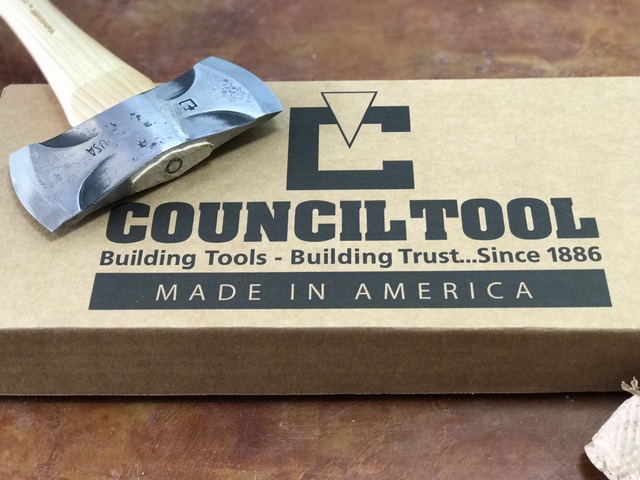 USA
COUNCIL TOOL
Building Tools - Building Trust...Since 1886
MADE IN AMERICA